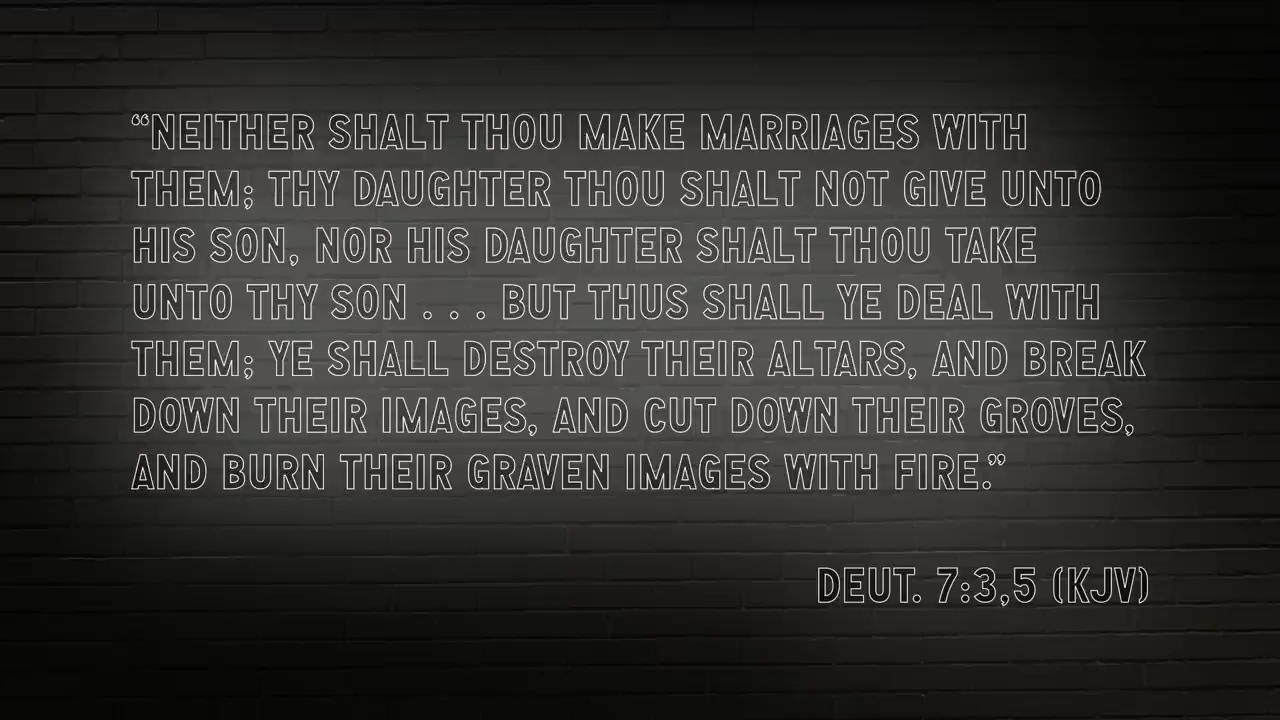 “NEITHER SHALT THOU MAKE MARRIAGES WITH
THEM; THY DAUGHTER THOU SHALT NOT GIVE UNTO
HIS SON, NOR HIS DAUGHTER SHALT THOU TAKE
UNTO THY SON . . . BUT THUS SHALL YE DEAL WITH
THEM; YE SHALL DESTROY THEIR ALTARS, AND BREAK
DOWN THEIR IMAGES, AND CUT DOWN THEIR GROVES,
AND BURN THEIR GRAVEN IMAGES WITH FIRE.”
DEUT. 7:3,5 (KJV)